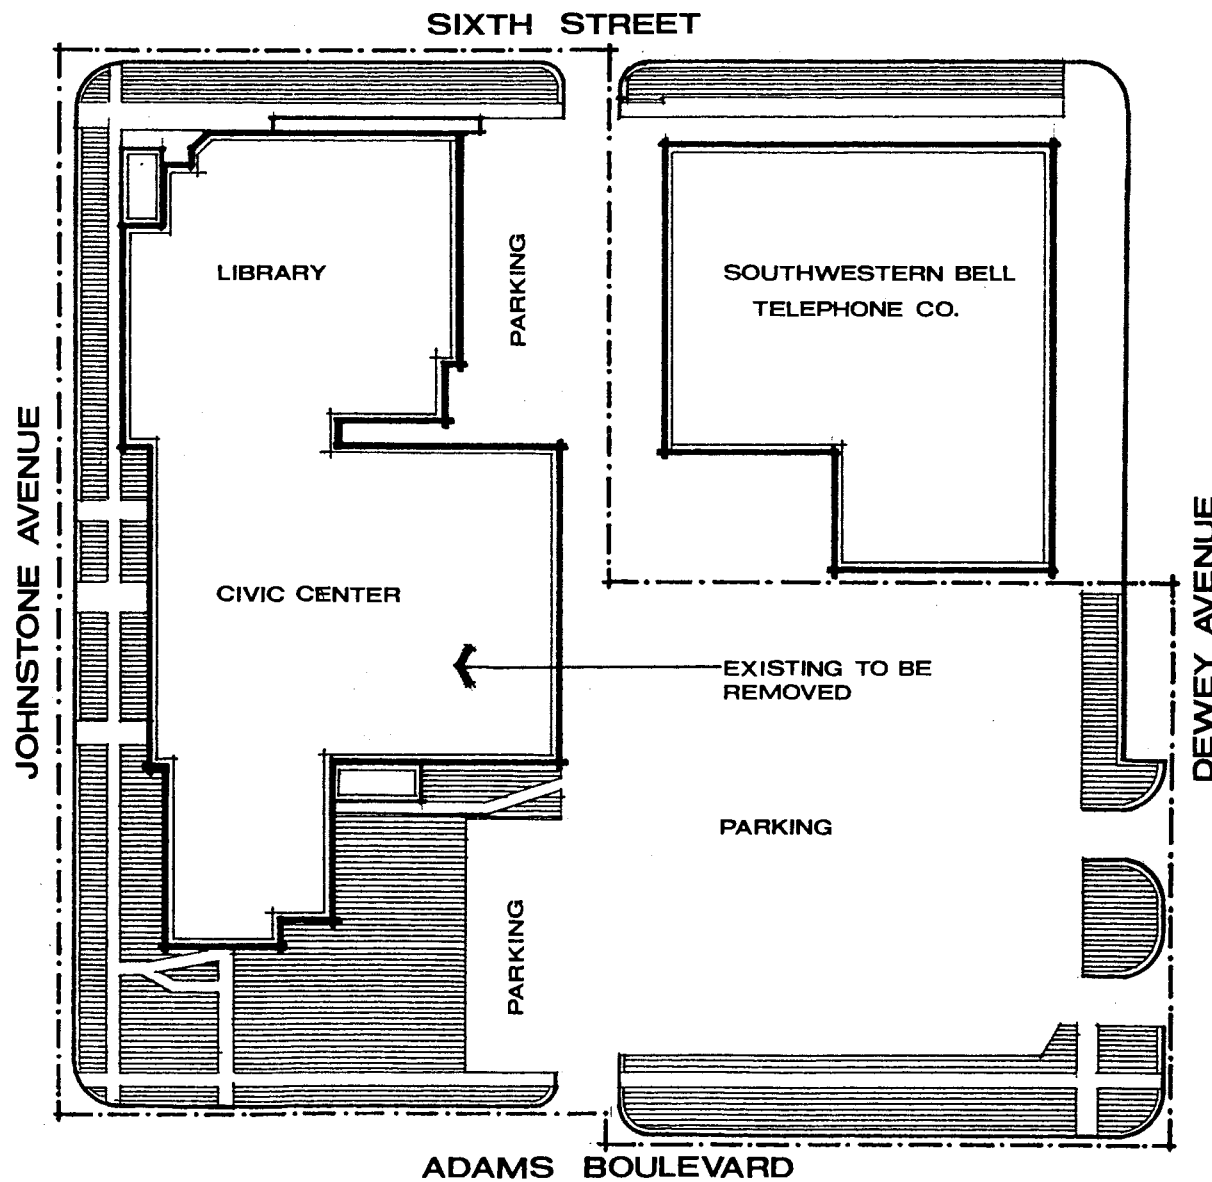 SIXTH STREET
LIBRARY
PARKING
SOUTHWESTERN BELL
TELEPHONE CO.
JOHNSTONE AVENUE
CIVIC CENTER
EXISTING TO BE
REMOVED
DEWEY AVENUE
PARKING
PARKING
ADAMS BOULEVARD